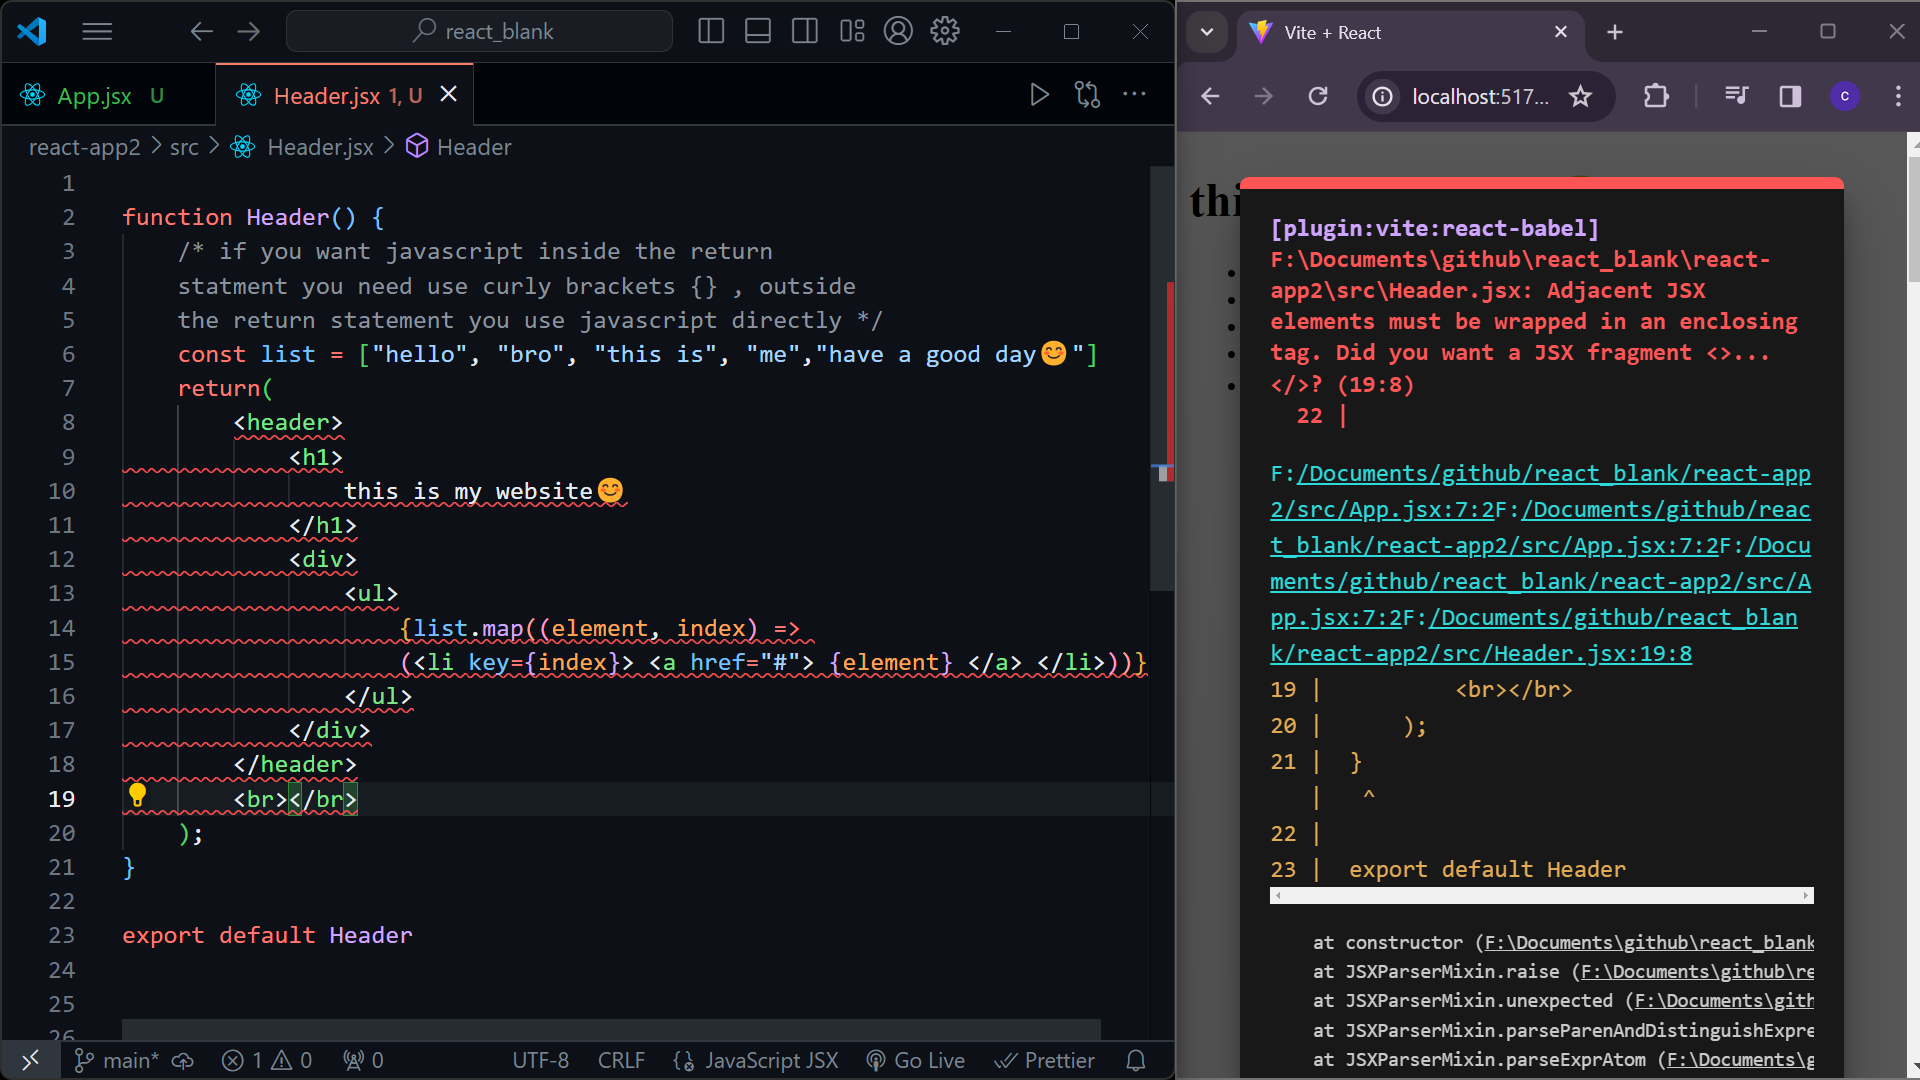 react_blank
App.jsx U
Header.jsx 1, U
react-app2 > src > Header.jsx > Header
1
2 function Header() {
3 /* if you want javascript inside the return
4 statment you need use curly brackets {} , outside
5 the return statement you use javascript directly */
6 const list = ["hello", "bro", "this is", "me","have a good day😊"]
7 return(
8 <header>
9 <h1>
10 this is my website😊
11 </h1>
12 <div>
13 <ul>
14 {list.map((element, index) =>
15 (<li key={index}> <a href="#"> {element} </a> </li>))}
16 </ul>
17 </div>
18 </header>
19 <br></br>
20 );
21 }
22
23 export default Header
24
25
26
main* 1 0 0 UTF-8 CRLF {} JavaScript JSX Go Live Prettier
Vite + React
localhost:517...
c
thi
[plugin:vite:react-babel]
F:\Documents\github\react_blank\react-
app2\src\Header.jsx: Adjacent JSX
elements must be wrapped in an enclosing
tag. Did you want a JSX fragment <>...
</>? (19:8)
22 |
F:/Documents/github/react_blank/react-app
2/src/App.jsx:7:2F:/Documents/github/reac
t_blank/react-app2/src/App.jsx:7:2F:/Docu
ments/github/react_blank/react-app2/src/A
pp.jsx:7:2F:/Documents/github/react_blan
k/react-app2/src/Header.jsx:19:8
19 | <br></br>
20 | );
21 | }
| ^
22 |
23 | export default Header
at constructor (F:\Documents\github\react_blank
at JSXParserMixin.raise (F:\Documents\github\re
at JSXParserMixin.unexpected (F:\Documents\gith
at JSXParserMixin.parseParenAndDistinguishExpre
at JSXParserMixin.parseExprAtom (F:\Documents\g